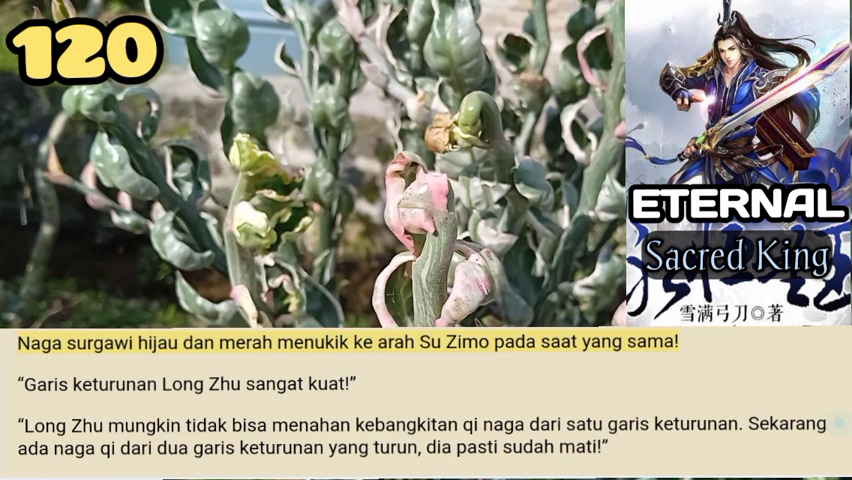 120
ETERNAL
Sacred King
雪满弓刀◎著
Naga surgawi hijau dan merah menukik ke arah Su Zimo pada saat yang sama!
“Garis keturunan Long Zhu sangat kuat!”
“Long Zhu mungkin tidak bisa menahan kebangkitan qi naga dari satu garis keturunan. Sekarang
ada naga qi dari dua garis keturunan yang turun, dia pasti sudah mati!”